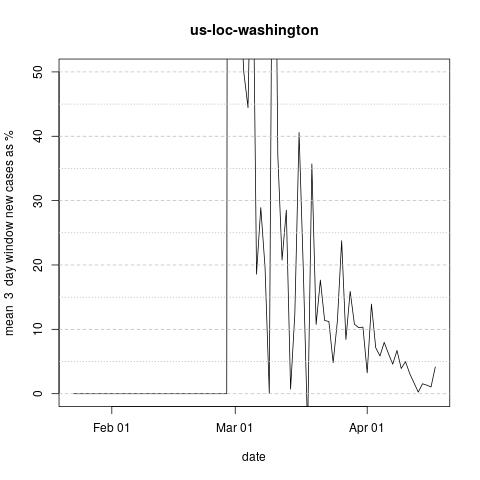 us-loc-washington
50
40
30
20
10
0
mean  3  day window new cases as %
Feb 01
Mar 01
Apr 01
date